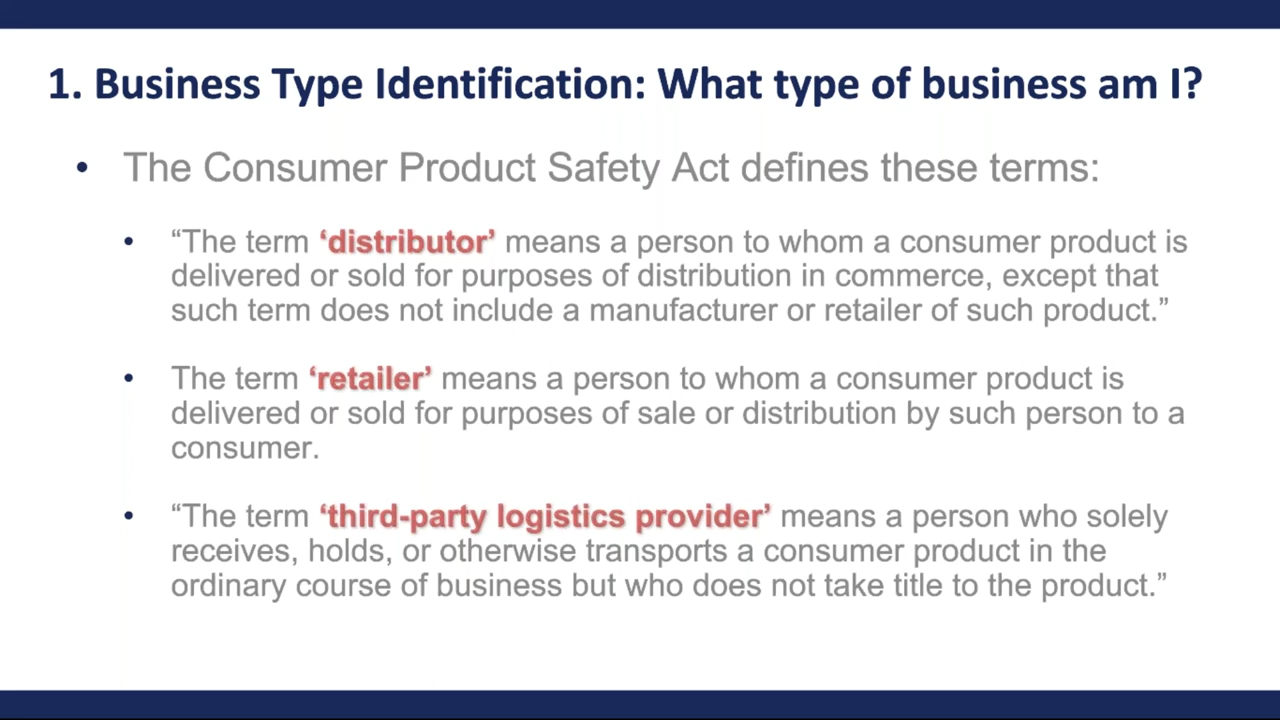 1. Business Type Identification: What type of business am I?
• The Consumer Product Safety Act defines these terms:
• “The term ‘distributor’ means a person to whom a consumer product is
delivered or sold for purposes of distribution in commerce, except that
such term does not include a manufacturer or retailer of such product.”
• The term ‘retailer’ means a person to whom a consumer product is
delivered or sold for purposes of sale or distribution by such person to a
consumer.
• “The term ‘third-party logistics provider’ means a person who solely
receives, holds, or otherwise transports a consumer product in the
ordinary course of business but who does not take title to the product.”